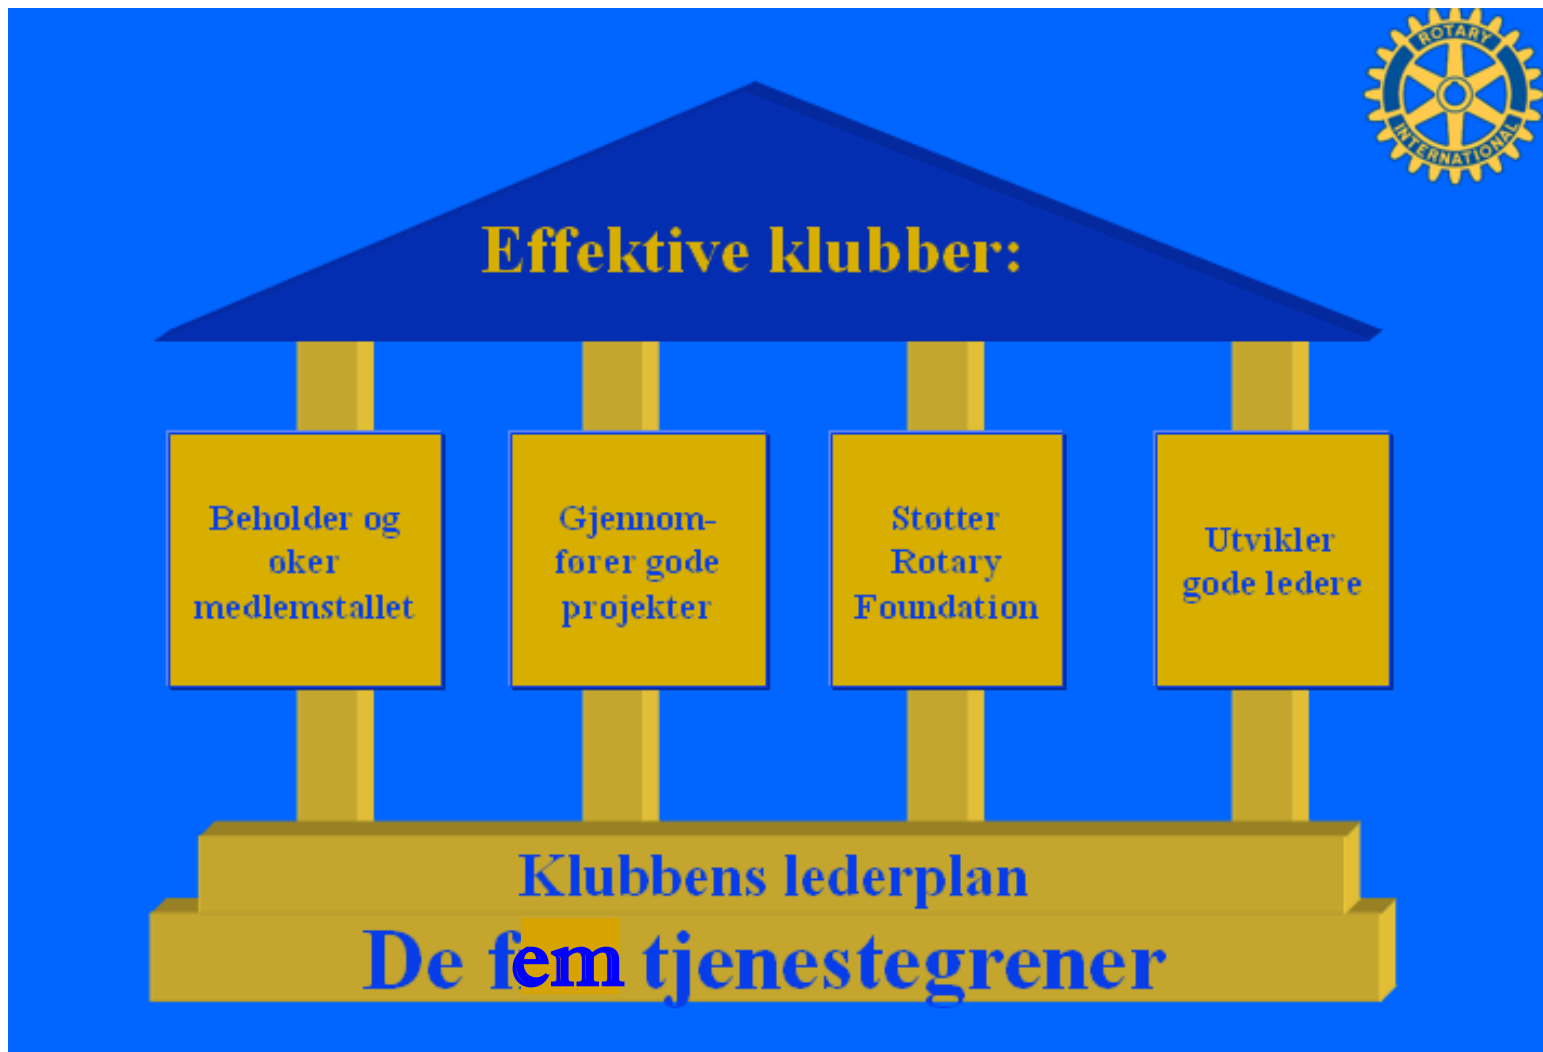 ROTARY
INTERNATIONAL
Effektive klubber:
Beholder og
øker
medlemstallet
Gjennom-
fører gode
projekter
Støtter
Rotary
Foundation
Utvikler
gode ledere
Klubbens lederplan
De fem tjenestegrener